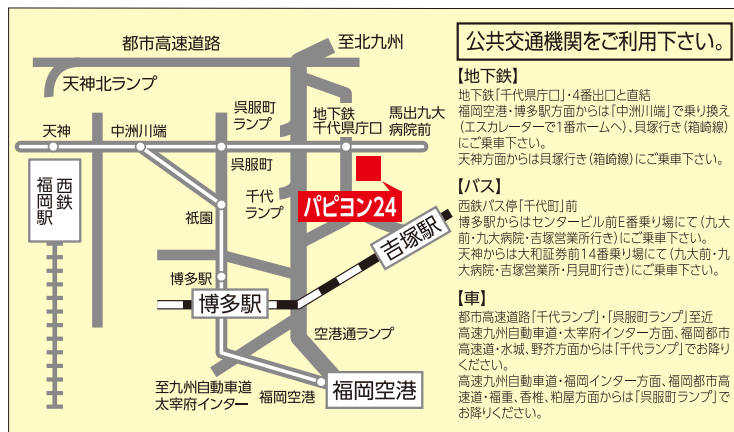 都市高速道路
至北九州
天神北ランプ
呉服町
ランプ
地下鉄
千代県庁口
馬出九大
病院前
天神
中洲川端
呉服町
西鉄
福岡駅
祇園
千代
ランプ
パピヨン24
吉塚駅
博多駅
博多駅
空港通ランプ
至九州自動車道
太宰府インター
福岡空港
福岡空港
公共交通機関をご利用下さい。
【地下鉄】
地下鉄「千代県庁口」・4番出口と直結
福岡空港・博多駅方面からは「中洲川端」で乗り換え
(エスカレーターで1番ホームへ)、貝塚行き(箱崎線)
にご乗車下さい。
天神方面からは貝塚行き(箱崎線)にご乗車下さい。
【バス】
西鉄バス停「千代町」前
博多駅からはセンタービル前E番乗り場にて(九大
前・九大病院・吉塚営業所行き)にご乗車下さい。
天神からは大和証券前14番乗り場にて(九大前・九
大病院・吉塚営業所・月見町行き)にご乗車下さい。
【車】
都市高速道路「千代ランプ」・「呉服町ランプ」至近
高速九州自動車道・太宰府インター方面、福岡都市
高速道・水城、野芥方面からは「千代ランプ」でお降り
ください。
高速九州自動車道・福岡インター方面、福岡都市高
速道・福重、香椎、粕屋方面からは「呉服町ランプ」で
お降りください。